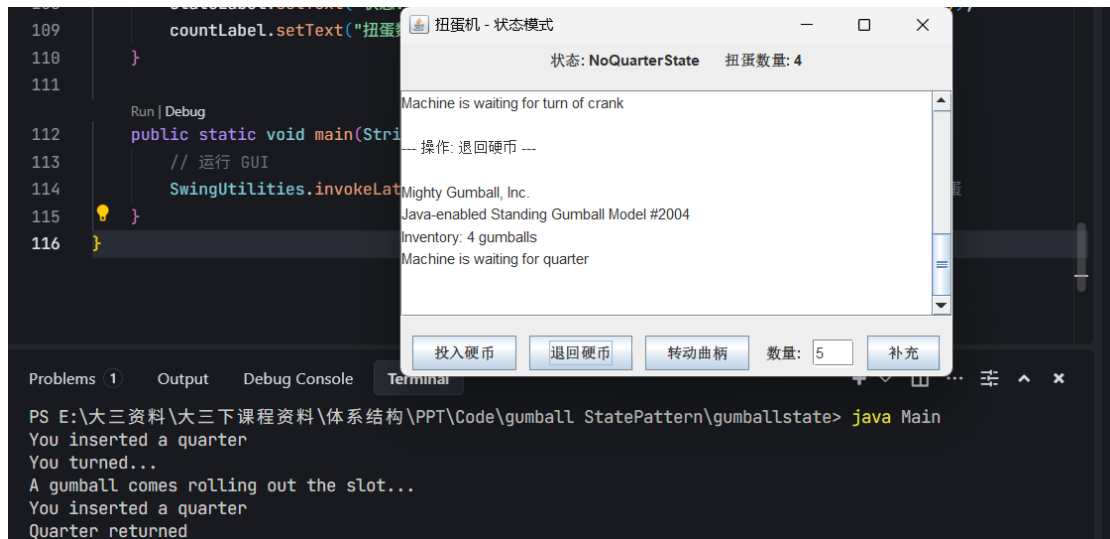 109 countLabel.setText("扭蛋
110 }
111
Run | Debug
112 public static void main(Stri
113 // 运行 GUI
114 SwingUtilities.invokeLat
115 }
116 }
扭蛋机 - 状态模式
状态: NoQuarterState 扭蛋数量: 4
Machine is waiting for turn of crank
--- 操作: 退回硬币 ---
Mighty Gumball, Inc.
Java-enabled Standing Gumball Model #2004
Inventory: 4 gumballs
Machine is waiting for quarter
投入硬币 退回硬币 转动曲柄 数量: 5 补充
Problems 1 Output Debug Console Terminal
PS E:\大三资料\大三下课程资料\体系结构\PPT\Code\gumball StatePattern\gumballstate> java Main
You inserted a quarter
You turned...
A gumball comes rolling out the slot...
You inserted a quarter
Quarter returned